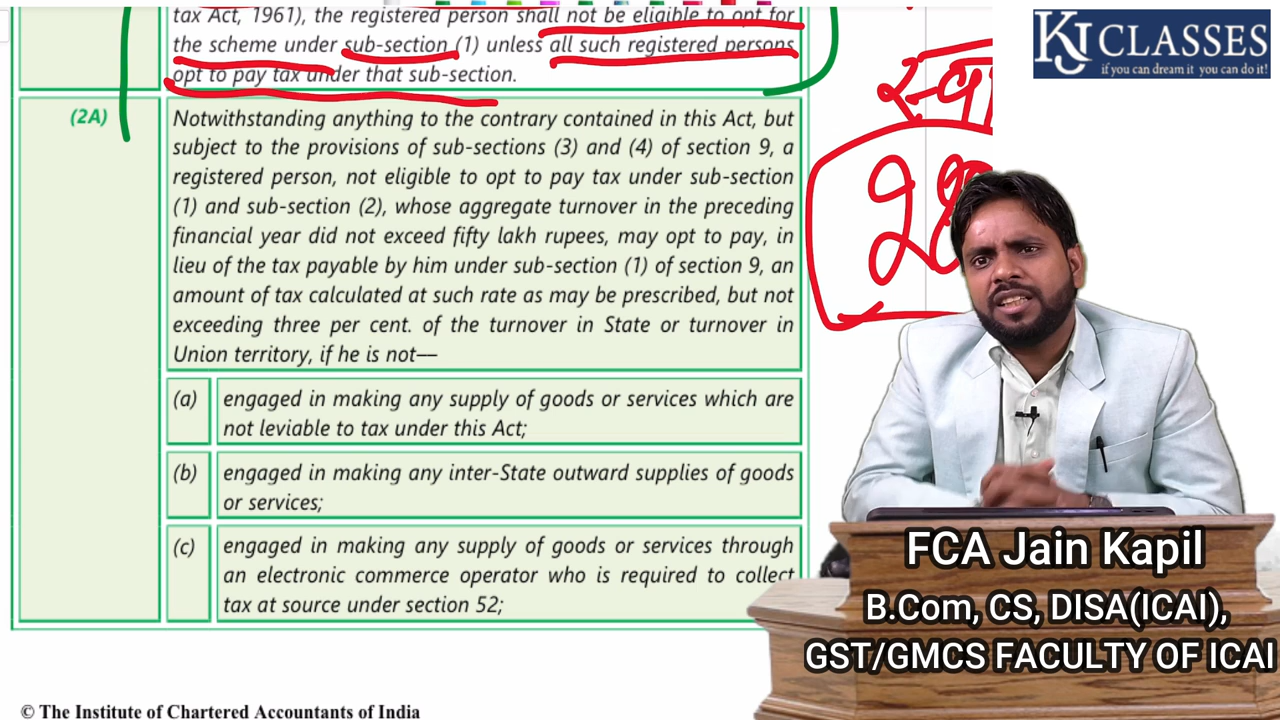 tax Act, 1961), the registered person shall not be eligible to opt for
the scheme under sub-section (1) unless all such registered persons
opt to pay tax under that sub-section.
(2A)
Notwithstanding anything to the contrary contained in this Act, but
subject to the provisions of sub-sections (3) and (4) of section 9, a
registered person, not eligible to opt to pay tax under sub-section
(1) and sub-section (2), whose aggregate turnover in the preceding
financial year did not exceed fifty lakh rupees, may opt to pay, in
lieu of the tax payable by him under sub-section (1) of section 9, an
amount of tax calculated at such rate as may be prescribed, but not
exceeding three per cent. of the turnover in State or turnover in
Union territory, if he is not—
(a) engaged in making any supply of goods or services which are
not leviable to tax under this Act;
(b) engaged in making any inter-State outward supplies of goods
or services;
(c) engaged in making any supply of goods or services through
an electronic commerce operator who is required to collect
tax at source under section 52;
© The Institute of Chartered Accountants of India
KJ CLASSES
if you can dream it you can do it!
FCA Jain Kapil
B.Com, CS, DISA(ICAI),
GST/GMCS FACULTY OF ICAI